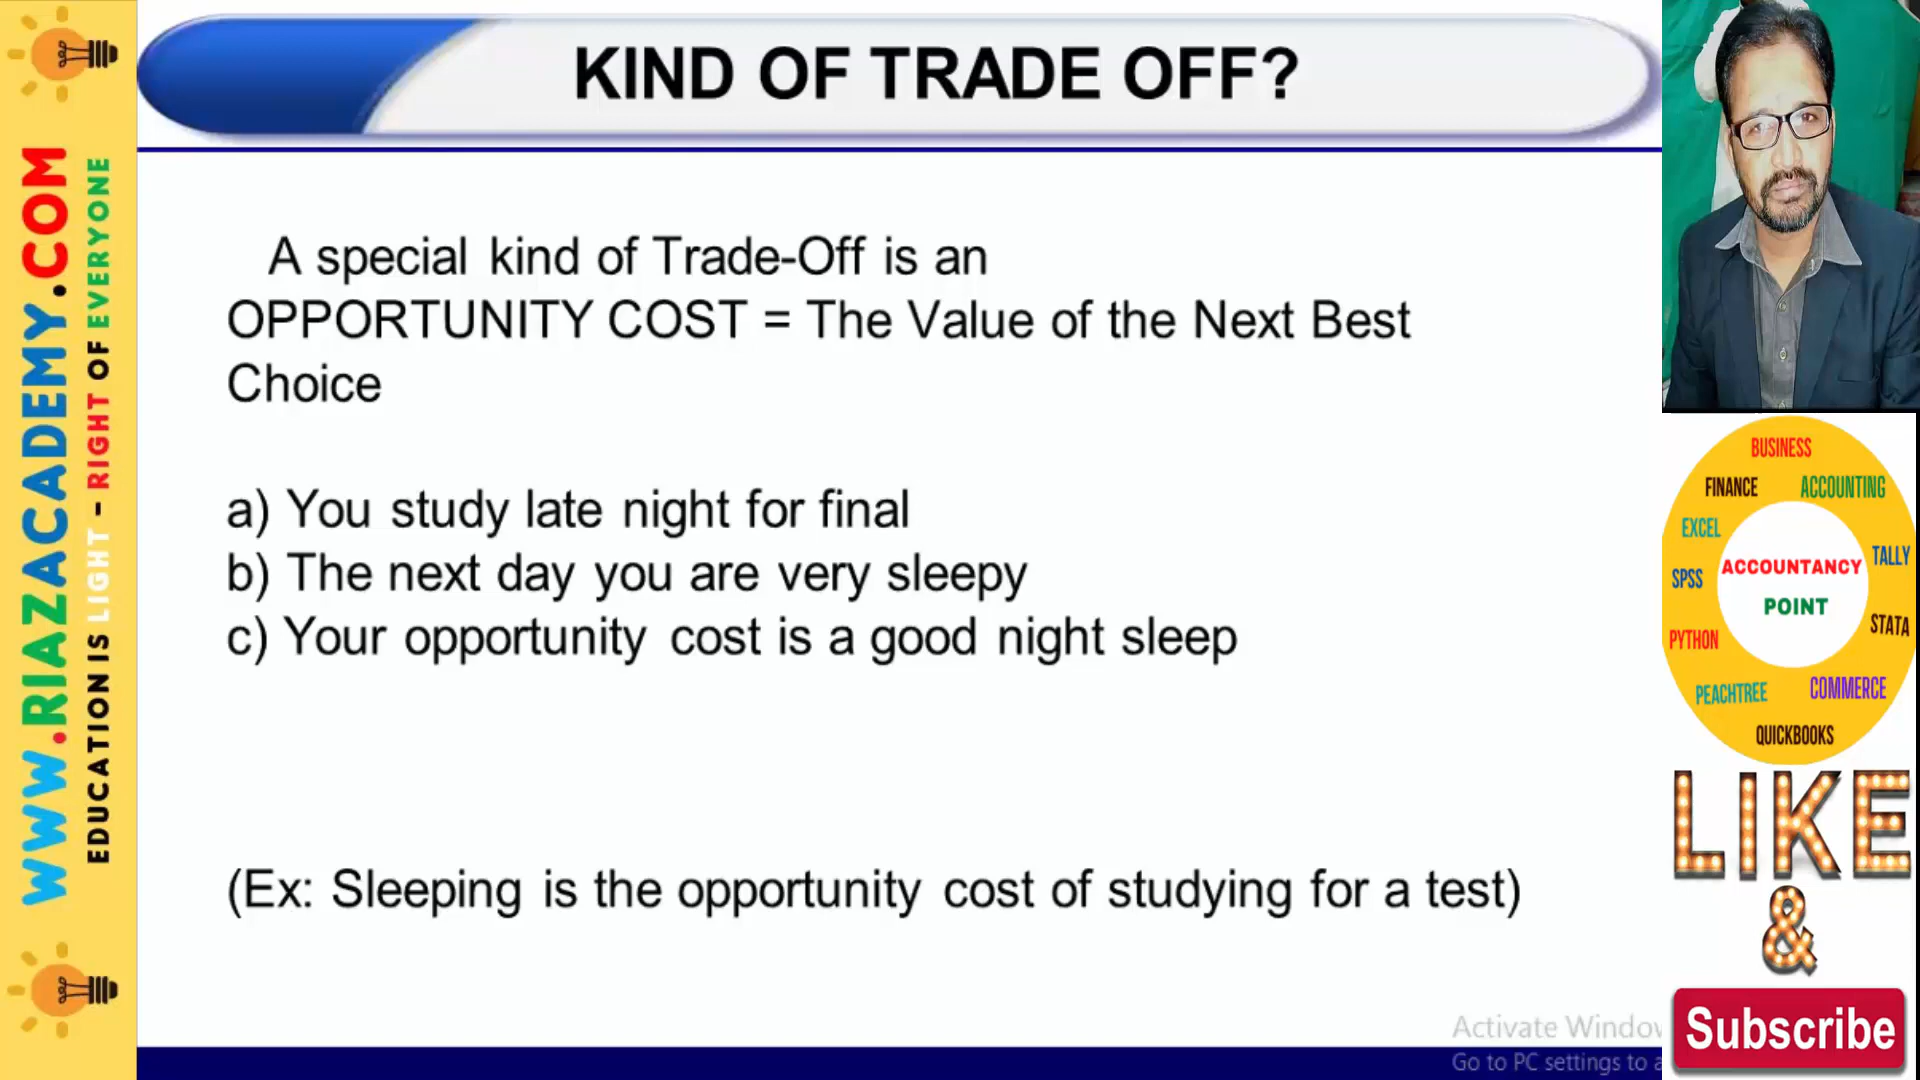 KIND OF TRADE OFF?
A special kind of Trade-Off is an
OPPORTUNITY COST = The Value of the Next Best
Choice
a) You study late night for final
b) The next day you are very sleepy
c) Your opportunity cost is a good night sleep
(Ex: Sleeping is the opportunity cost of studying for a test)
WWW.RIAZACADEMY.COM
EDUCATION IS LIGHT - RIGHT OF EVERYONE
BUSINESS
FINANCE
ACCOUNTING
EXCEL
TALLY
SPSS
ACCOUNTANCY
POINT
STATA
PYTHON
PEACHTREE
COMMERCE
QUICKBOOKS
LIKE
&
Subscribe
Activate Windo
Go to PC settings to a